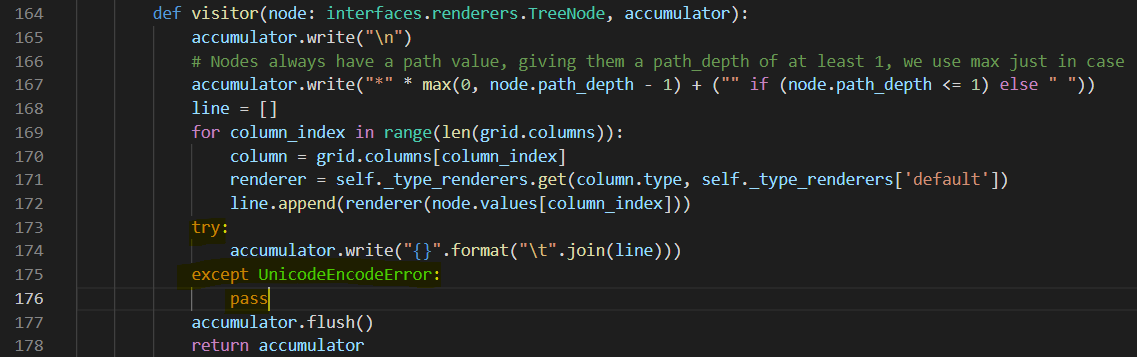 164 def visitor(node: interfaces.renderers.TreeNode, accumulator):
165 accumulator.write("\n")
166 # Nodes always have a path value, giving them a path_depth of at least 1, we use max just in case
167 accumulator.write("*" * max(0, node.path_depth - 1) + ("" if (node.path_depth <= 1) else " "))
168 line = []
169 for column_index in range(len(grid.columns)):
170 column = grid.columns[column_index]
171 renderer = self._type_renderers.get(column.type, self._type_renderers['default'])
172 line.append(renderer(node.values[column_index]))
173 try:
174 accumulator.write("{}".format("\t".join(line)))
175 except UnicodeEncodeError:
176 pass
177 accumulator.flush()
178 return accumulator